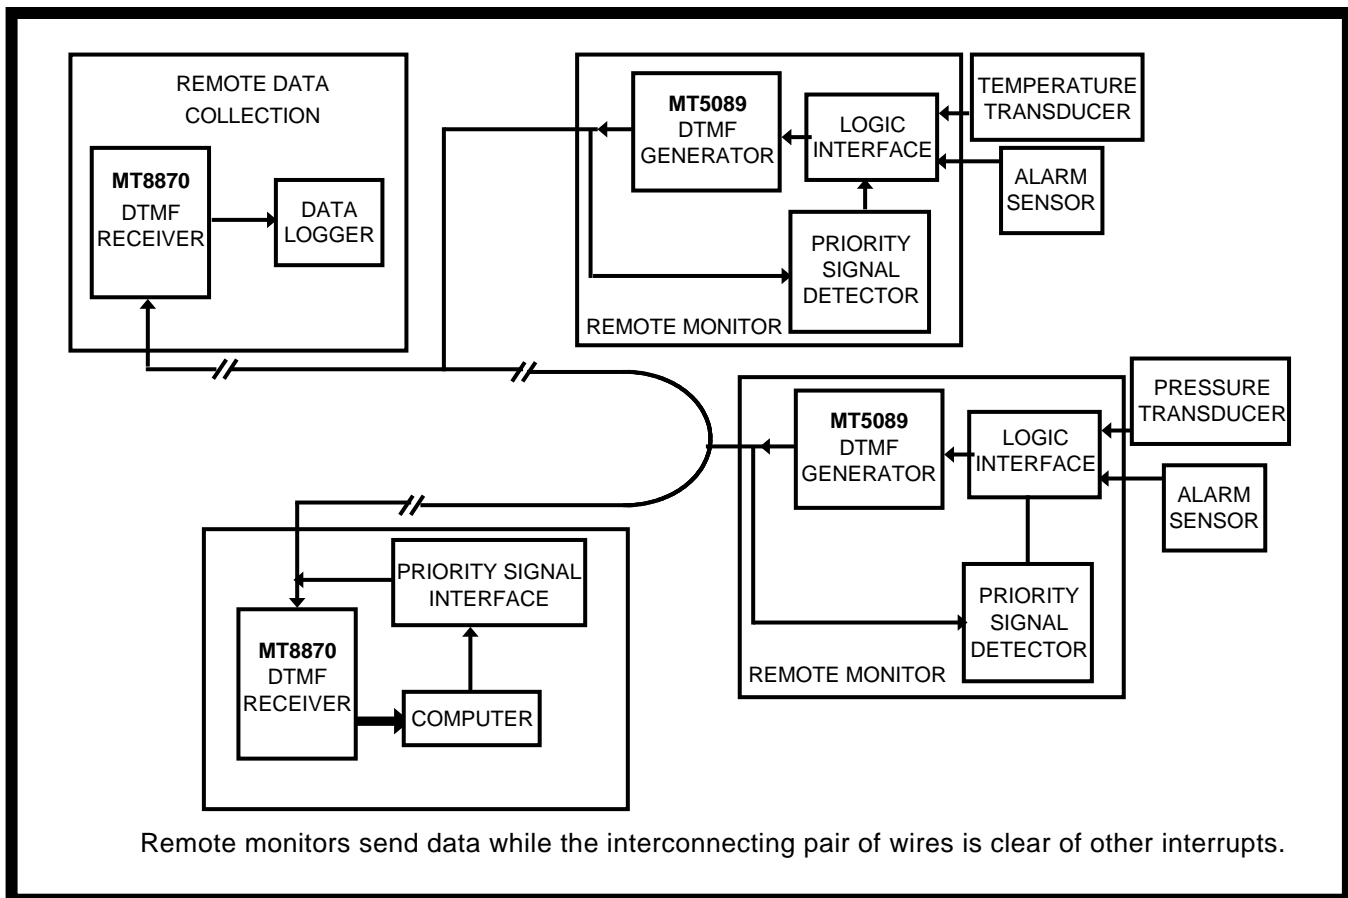 REMOTE DATA
COLLECTION
MT8870
DTMF
RECEIVER
DATA
LOGGER
MT5089
DTMF
GENERATOR
LOGIC
INTERFACE
PRIORITY
SIGNAL
DETECTOR
REMOTE MONITOR
TEMPERATURE
TRANSDUCER
ALARM
SENSOR
MT5089
DTMF
GENERATOR
LOGIC
INTERFACE
PRIORITY
SIGNAL
DETECTOR
REMOTE MONITOR
PRESSURE
TRANSDUCER
ALARM
SENSOR
PRIORITY SIGNAL
INTERFACE
MT8870
DTMF
RECEIVER
COMPUTER
Remote monitors send data while the interconnecting pair of wires is clear of other interrupts.